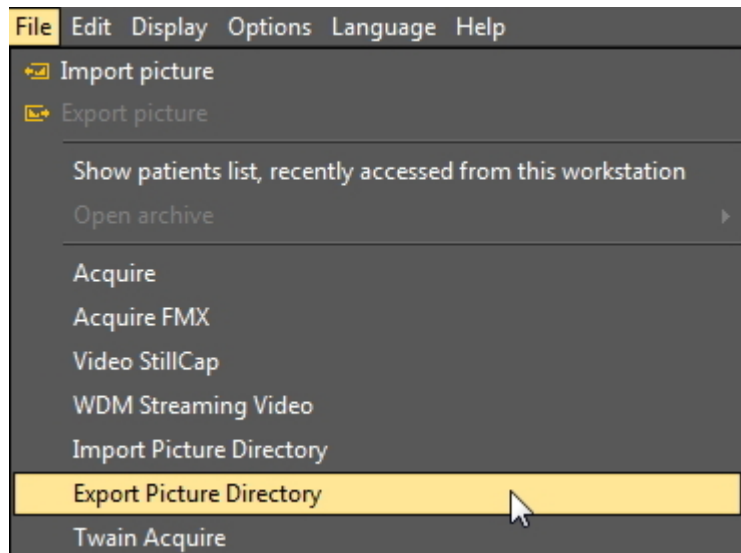 File Edit Display Options Language Help
Import picture
Export picture
Show patients list, recently accessed from this workstation
Open archive
Acquire
Acquire FMX
Video StillCap
WDM Streaming Video
Import Picture Directory
Export Picture Directory
Twain Acquire